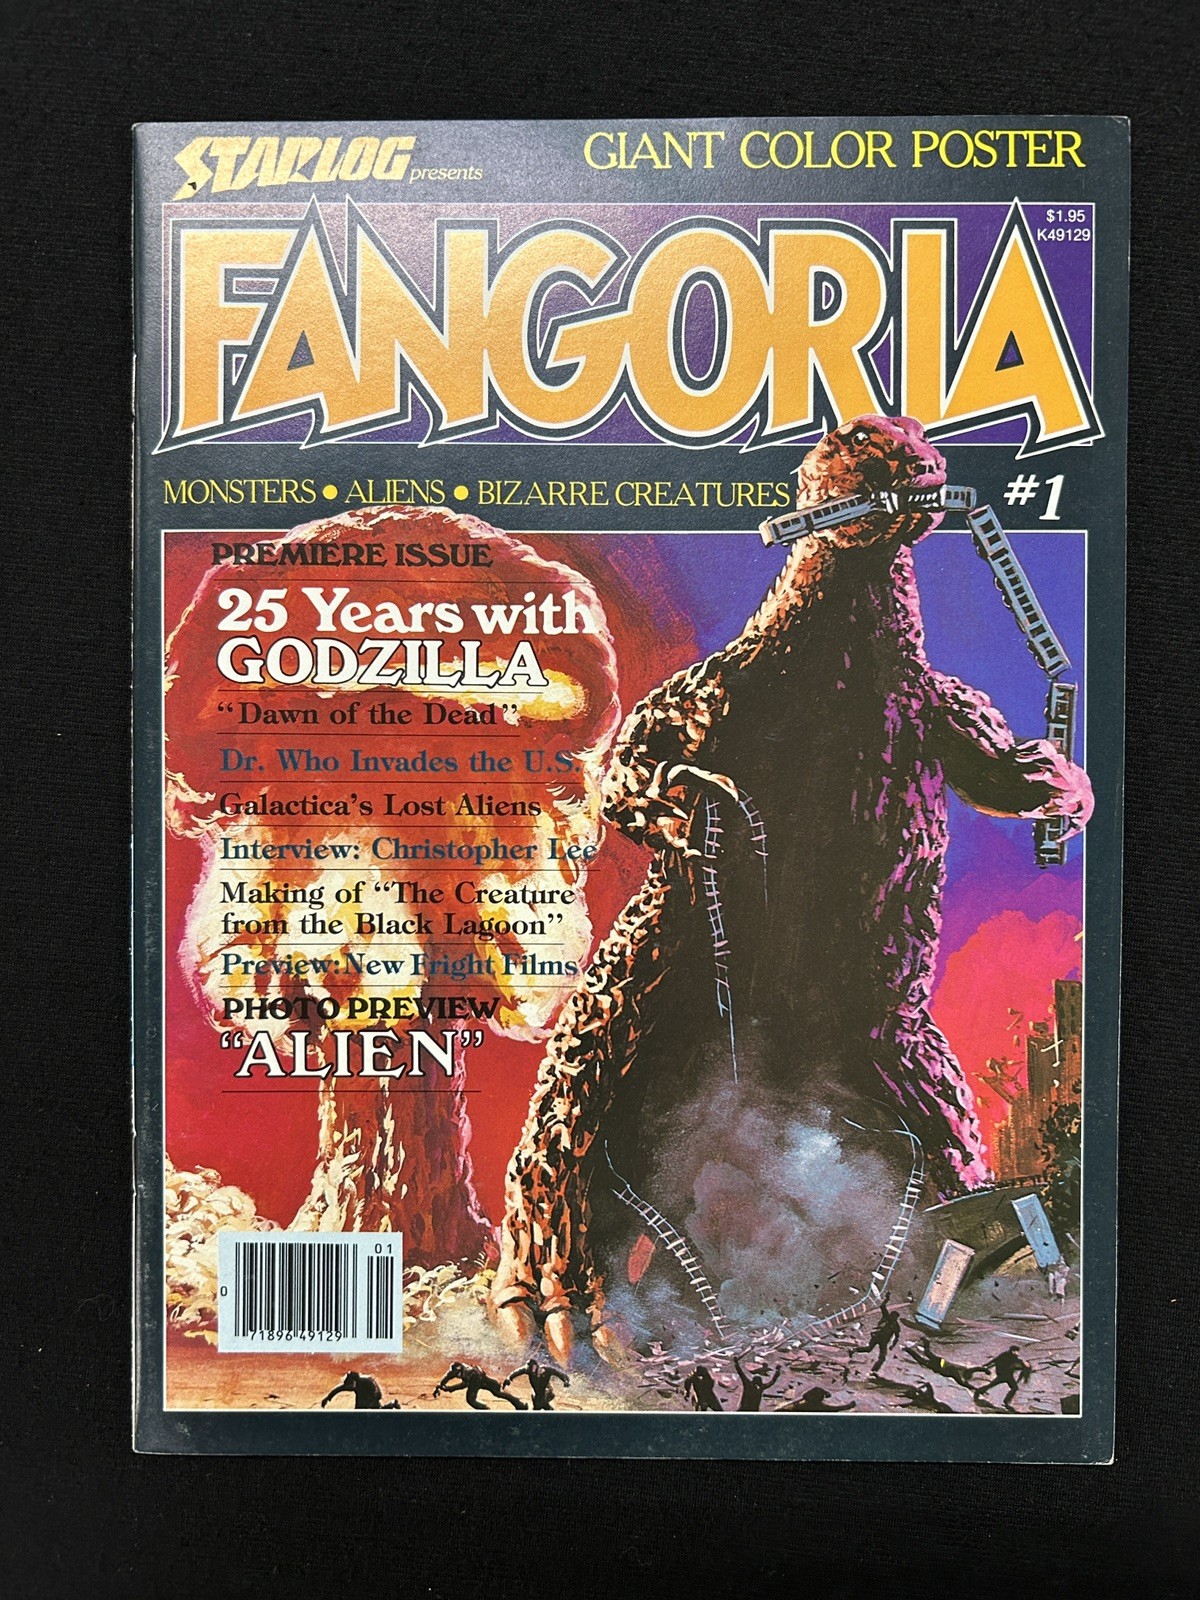 STARLOG presents
GIANT COLOR POSTER
FANGORIA
$1.95
K49129
MONSTERS • ALIENS • BIZARRE CREATURES
#1
PREMIERE ISSUE
25 Years with
GODZILLA
“Dawn of the Dead”
Dr. Who Invades the U.S.
Galactica's Lost Aliens
Interview: Christopher Lee
Making of “The Creature
from the Black Lagoon”
Preview: New Fright Films
PHOTO PREVIEW
“ALIEN”
01
0
71896 49129